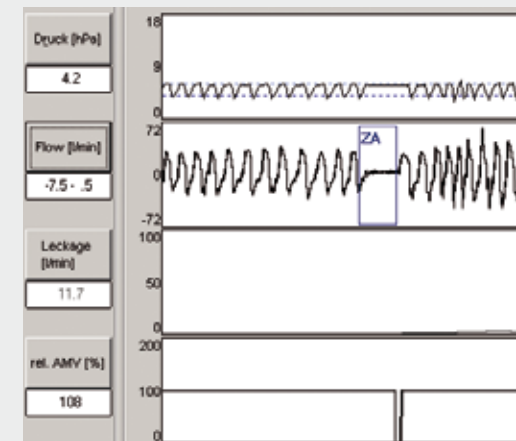 Druck [hPa]
4.2
18
9
0
Flow [l/min]
-7.5 - .5
72
0
-72
ZA
Leckage
[l/min]
11.7
100
50
0
rel. AMV [%]
108
200
100
0